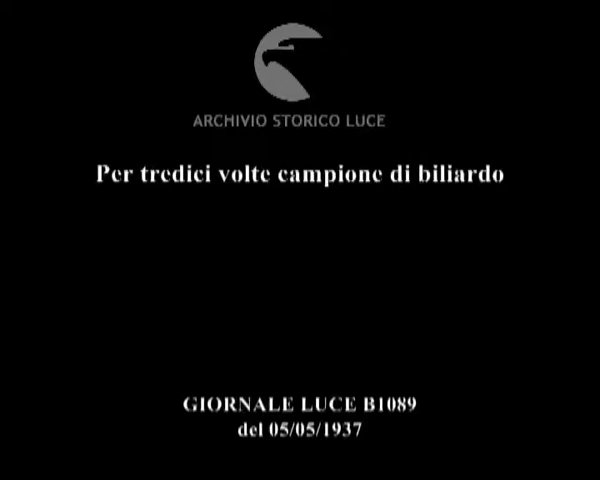 ARCHIVIO STORICO LUCE
Per tredici volte campione di biliardo
GIORNALE LUCE B1089
del 05/05/1937